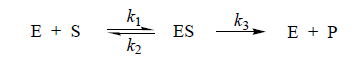 E + S k₁ k₂ ES k₃ E + P